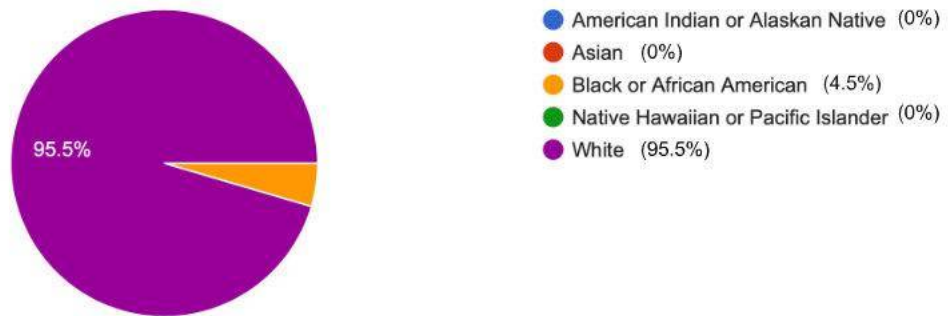 American Indian or Alaskan Native (0%)
Asian (0%)
Black or African American (4.5%)
Native Hawaiian or Pacific Islander (0%)
White (95.5%)
95.5%